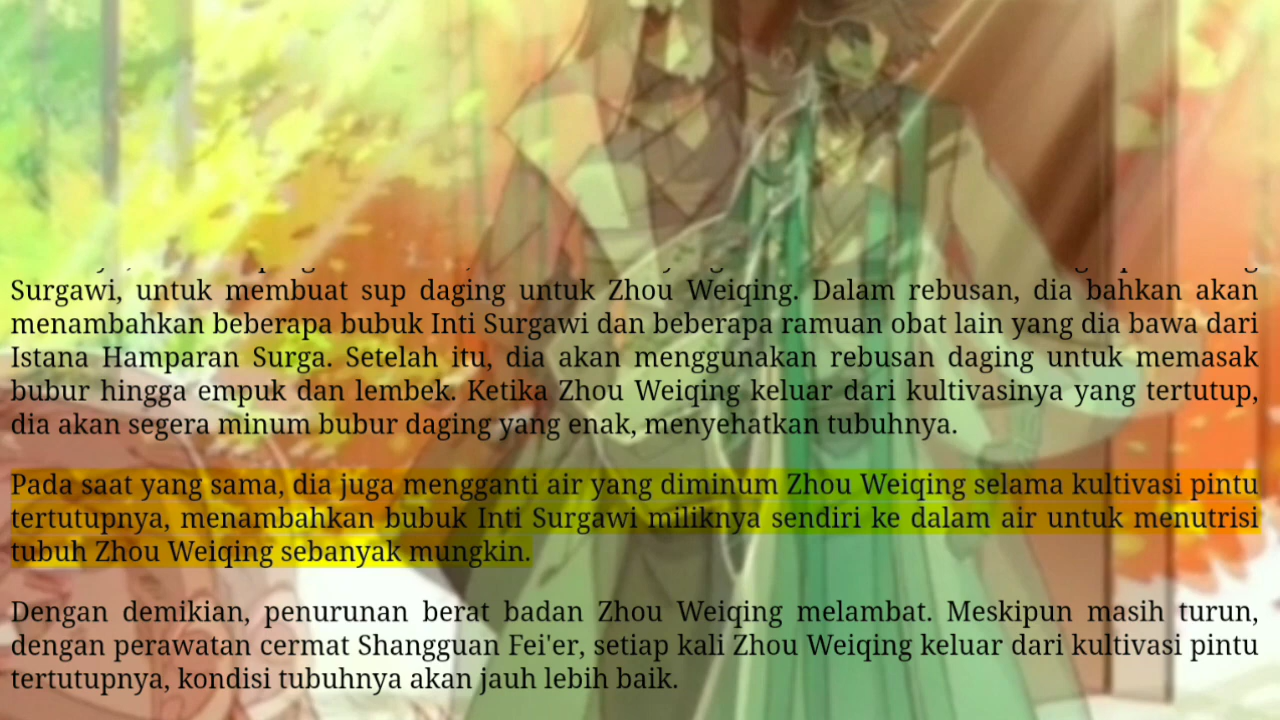 Surgawi, untuk membuat sup daging untuk Zhou Weiqing. Dalam rebusan, dia bahkan akan
menambahkan beberapa bubuk Inti Surgawi dan beberapa ramuan obat lain yang dia bawa dari
Istana Hamparan Surga. Setelah itu, dia akan menggunakan rebusan daging untuk memasak
bubur hingga empuk dan lembek. Ketika Zhou Weiqing keluar dari kultivasinya yang tertutup,
dia akan segera minum bubur daging yang enak, menyehatkan tubuhnya.
Pada saat yang sama, dia juga mengganti air yang diminum Zhou Weiqing selama kultivasi pintu
tertutupnya, menambahkan bubuk Inti Surgawi miliknya sendiri ke dalam air untuk menutrisi
tubuh Zhou Weiqing sebanyak mungkin.
Dengan demikian, penurunan berat badan Zhou Weiqing melambat. Meskipun masih turun,
dengan perawatan cermat Shangguan Fei'er, setiap kali Zhou Weiqing keluar dari kultivasi pintu
tertutupnya, kondisi tubuhnya akan jauh lebih baik.